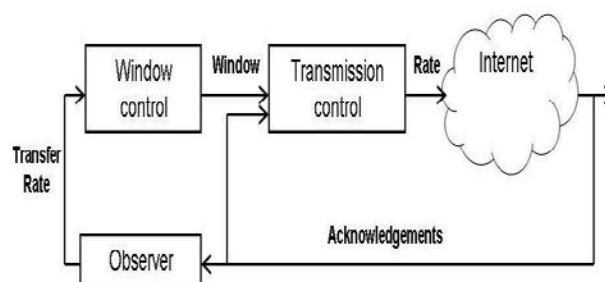 Window control
Window
Transmission control
Rate
Internet
Transfer Rate
Acknowledgements
Observer